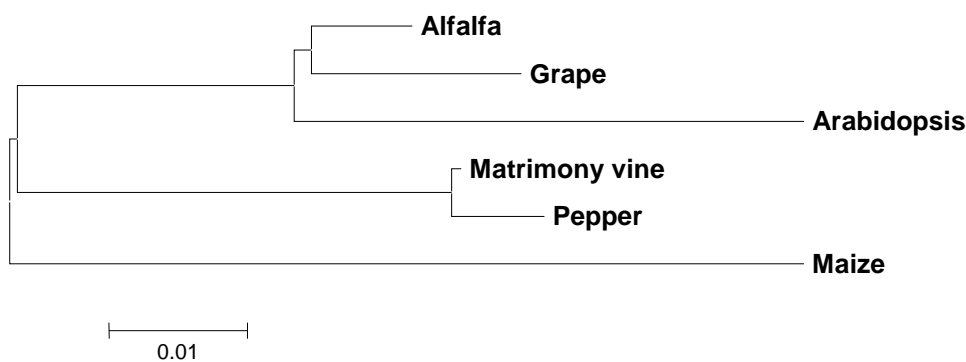 Alfalfa
Grape
Arabidopsis
Matrimony vine
Pepper
Maize
0.01